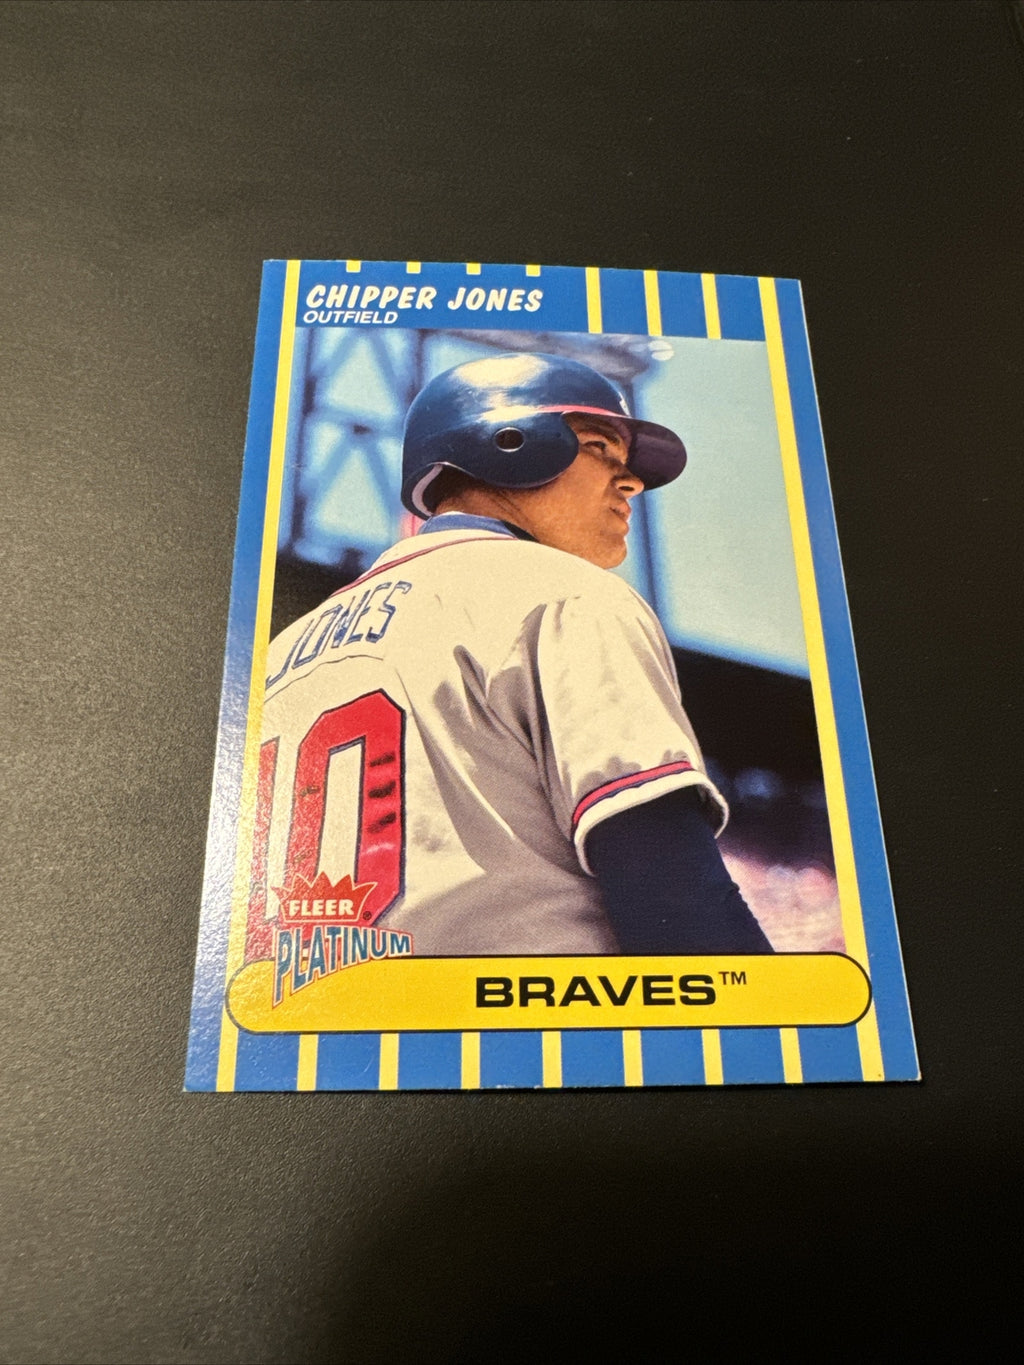 CHIPPER JONES
OUTFIELD
JONES
10
FLEER®
PLATINUM
BRAVES™